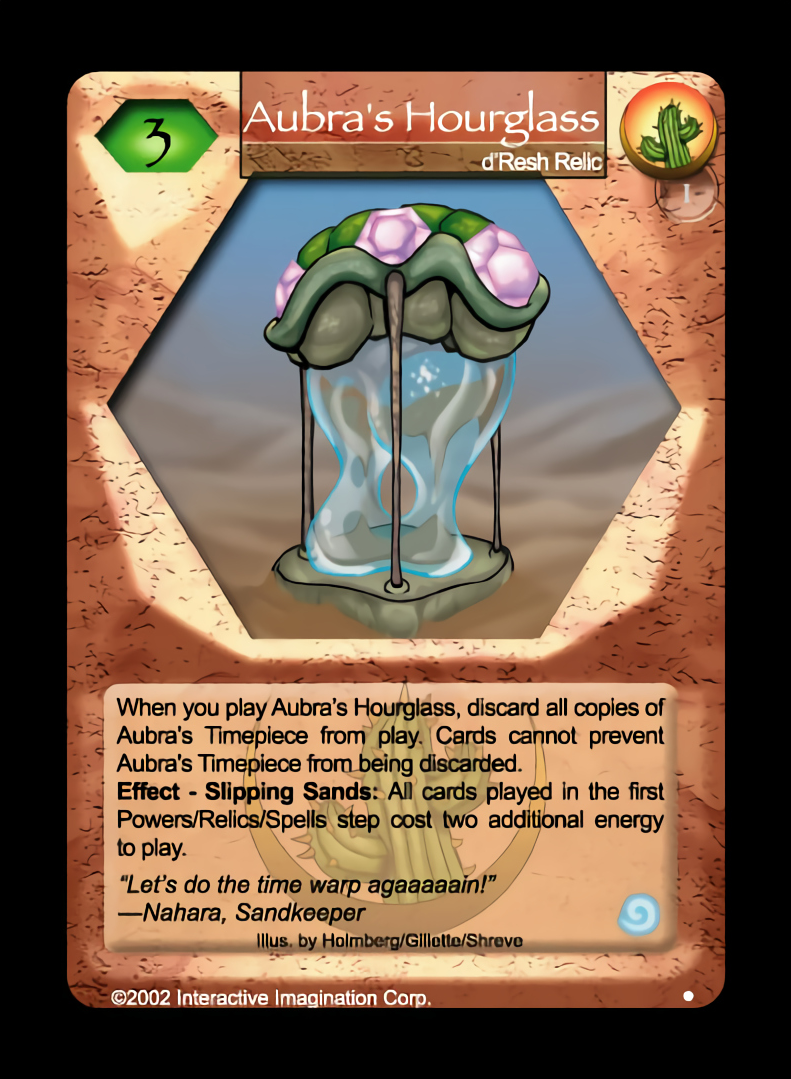 3
Aubra's Hourglass
d'Resh Relic
I
When you play Aubra's Hourglass, discard all copies of
Aubra's Timepiece from play. Cards cannot prevent
Aubra's Timepiece from being discarded.
Effect - Slipping Sands: All cards played in the first
Powers/Relics/Spells step cost two additional energy
to play.
"Let's do the time warp agaaaaain!"
—Nahara, Sandkeeper
Illus. by Holmberg/Gillette/Shreve
©2002 Interactive Imagination Corp.